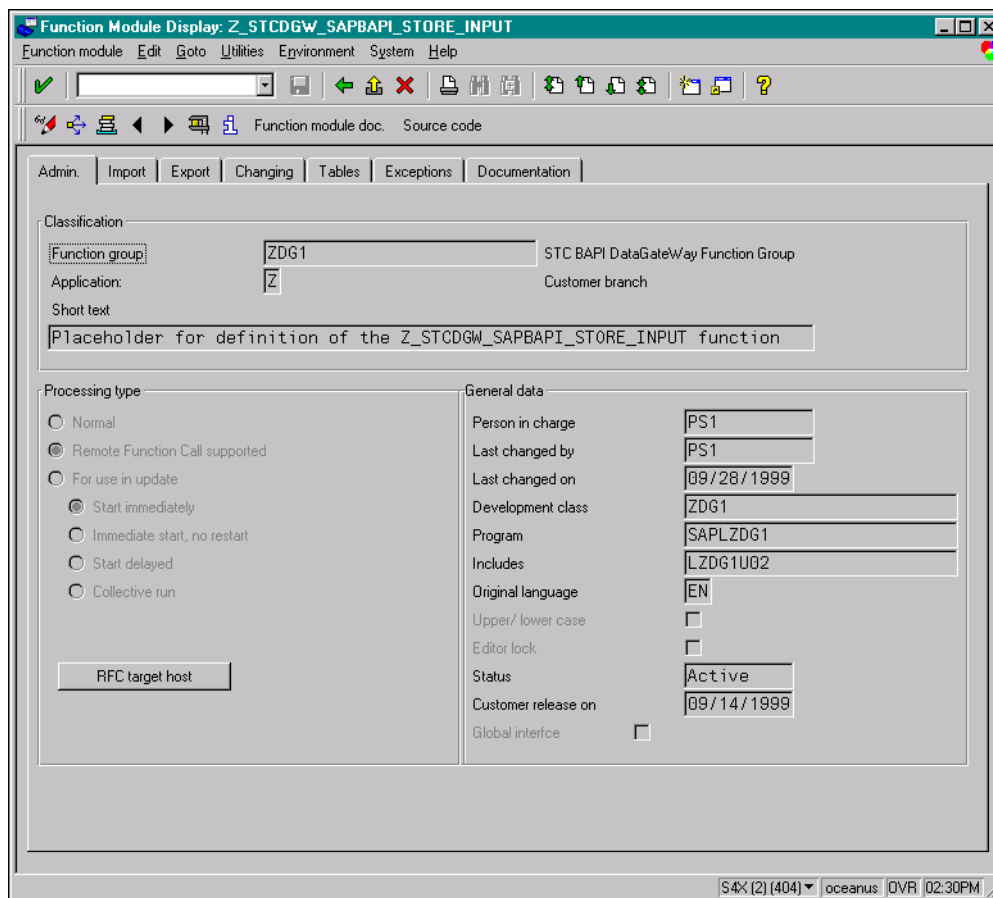 Function Module Display: Z_STCDGW_SAPBAPI_STORE_INPUT
Function module Edit Goto Utilities Environment System Help
Function module doc. Source code
Admin. Import Export Changing Tables Exceptions Documentation
Classification
Function group ZDG1 STC BAPI DataGateWay Function Group
Application: Z Customer branch
Short text
Placeholder for definition of the Z_STCDGW_SAPBAPI_STORE_INPUT function
Processing type
Normal
Remote Function Call supported
For use in update
Start immediately
Immediate start, no restart
Start delayed
Collective run
RFC target host
General data
Person in charge PS1
Last changed by PS1
Last changed on 09/28/1999
Development class ZDG1
Program SAPLZDG1
Includes LZDG1U02
Original language EN
Upper/ lower case
Editor lock
Status Active
Customer release on 09/14/1999
Global interfce
S4X (2) (404) oceanus OVR 02:30PM